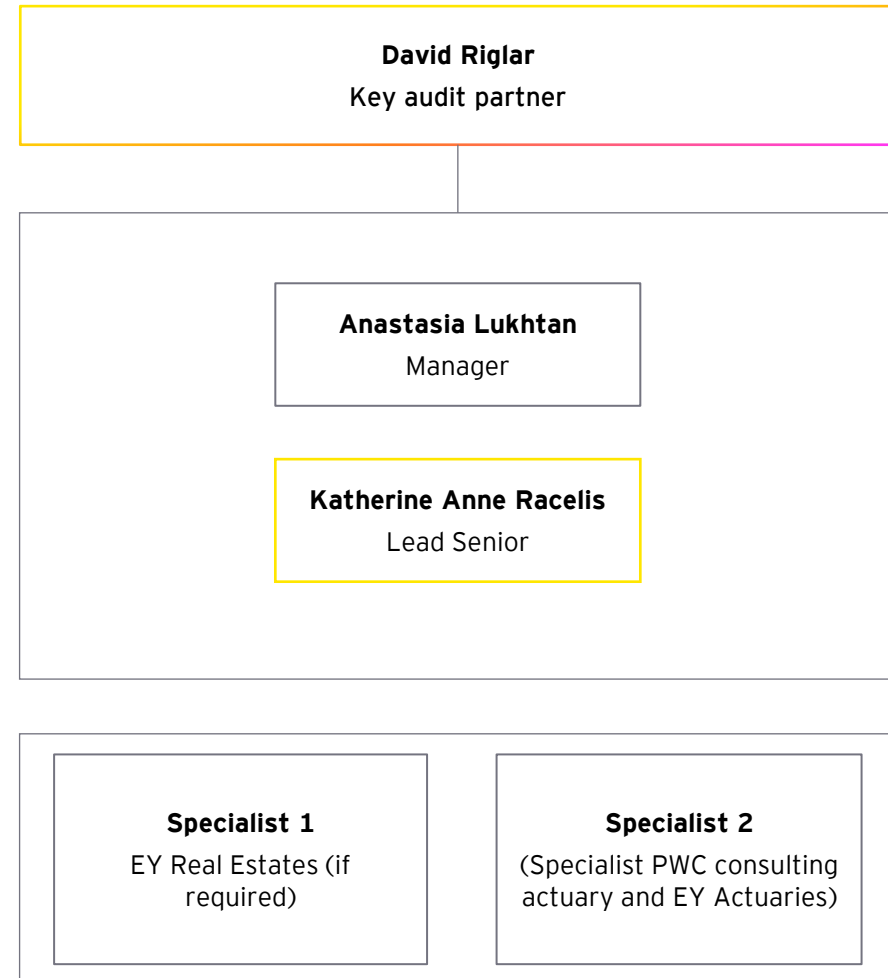 David Riglar
Key audit partner
Anastasia Lukhtan
Manager
Katherine Anne Racelis
Lead Senior
Specialist 1
EY Real Estates (if
required)
Specialist 2
(Specialist PWC consulting
actuary and EY Actuaries)